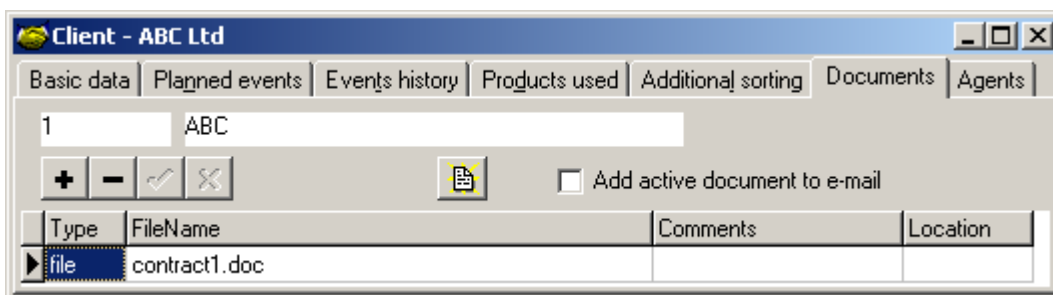 Client - ABC Ltd
Basic data Planned events Events history Products used Additional sorting Documents Agents
1 ABC
Add active document to e-mail
Type FileName Comments Location
file contract1.doc